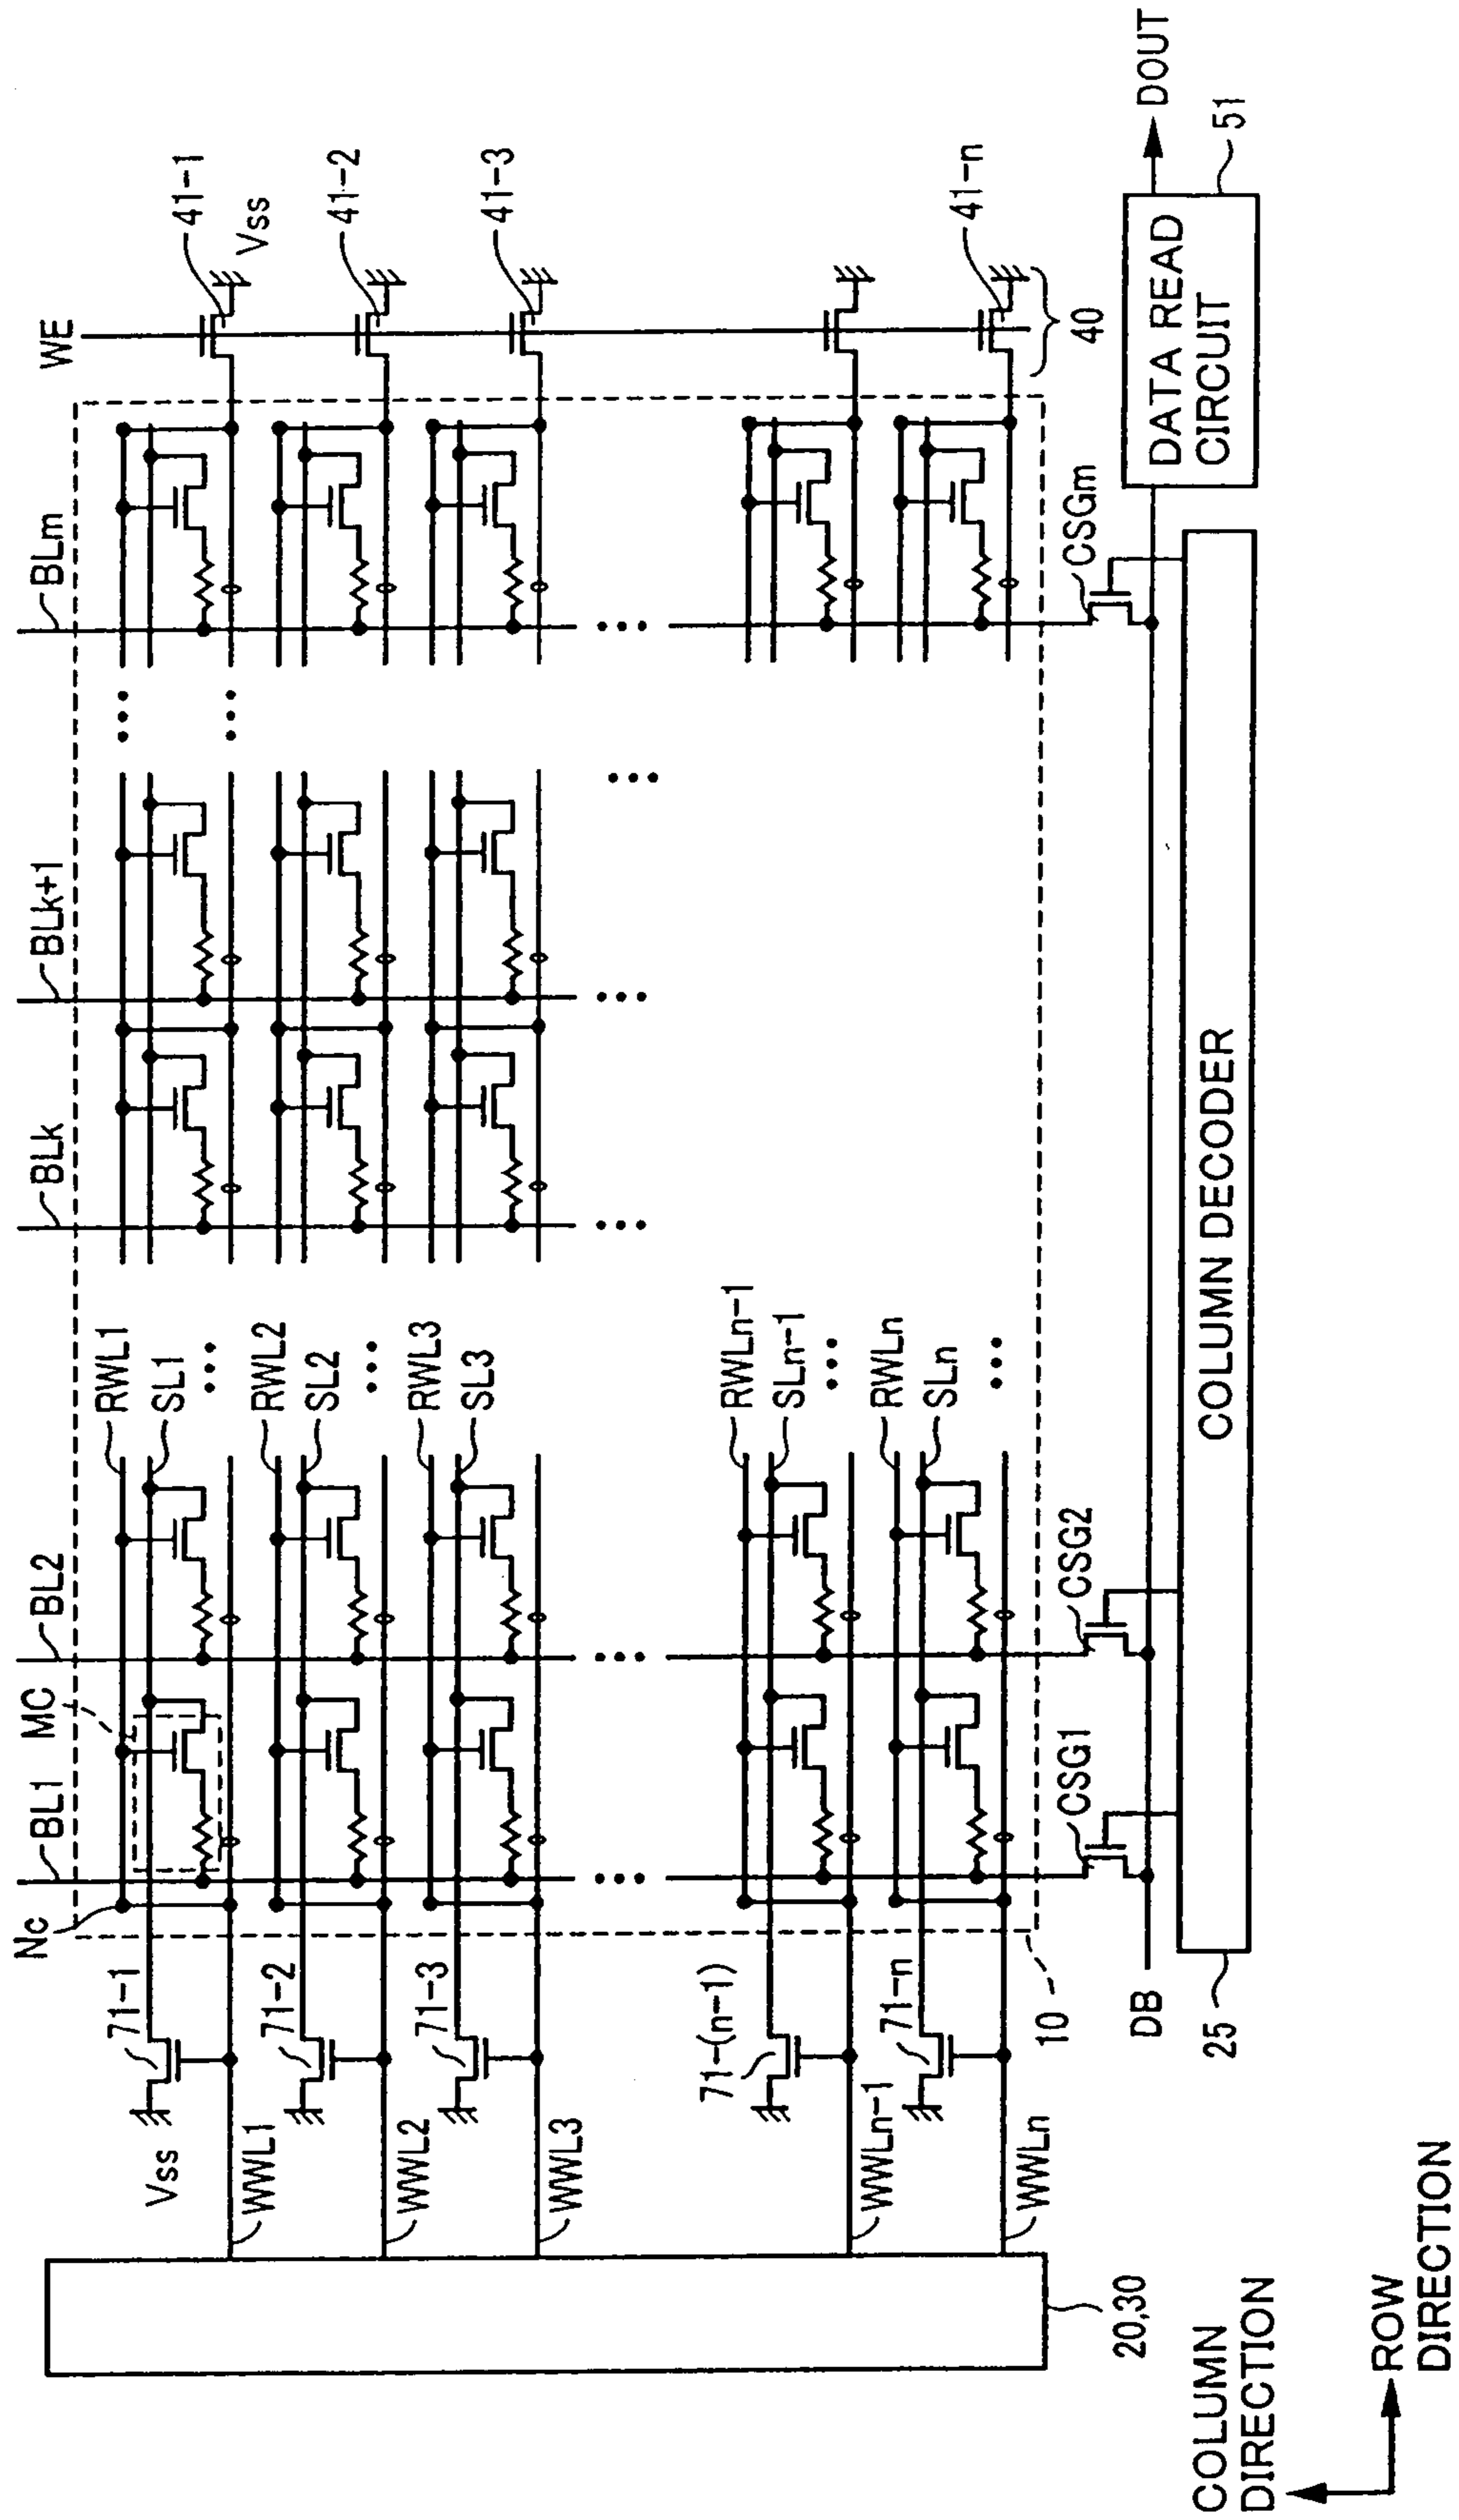 BL1
MC
BL2
BLk
BLk+1
BLm
WE
Nc
RWL1
SL1
RWL2
SL2
RWL3
SL3
RWLn-1
SLn-1
RWLn
SLn
Vss
71-1
71-2
71-3
71-(n-1)
71-n
WWL1
WWL2
WWL3
WWLn-1
WWLn
41-1
Vss
41-2
41-3
41-n
40
20,30
10
CSG1
CSG2
CSGm
DB
DATA READ
CIRCUIT
DOUT
51
25
COLUMN DECODER
COLUMN
DIRECTION
ROW
DIRECTION